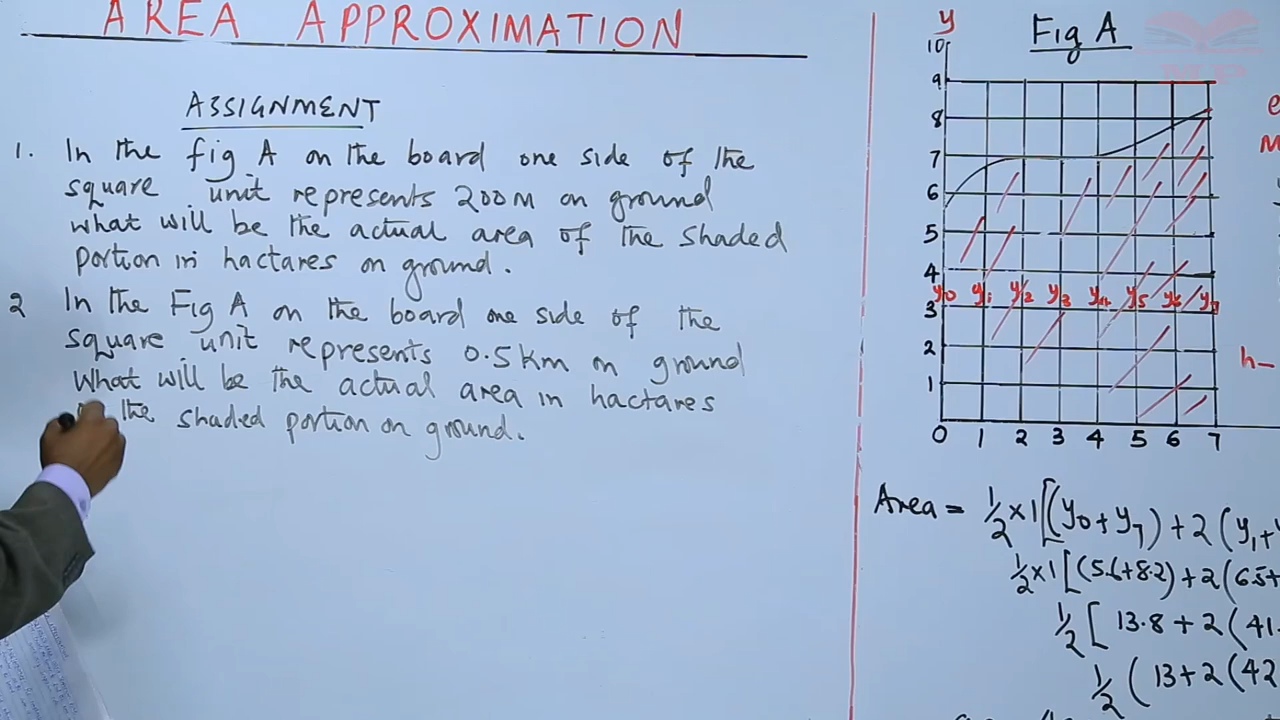 AREA APPROXIMATION
ASSIGNMENT
1. In the fig A on the board one side of the
square unit represents 200M on ground
what will be the actual area of the shaded
portion in hactares on ground.
2 In the Fig A on the board one side of the
square unit represents 0.5Km on ground
What will be the actual area in hactares
the shaded portion on ground.
y
Fig A
10
9
8
7
6
5
4
y0 y1 y2 y3 y4 y5 y6 y7
3
2
1
0 1 2 3 4 5 6 7
MP
h-
Area = 1/2 × 1[(y0+y7) + 2(y1+
1/2 ×1[(5.6+8.2)+2(6.5+
1/2[ 13.8 + 2(41.
1/2( 13+2(42